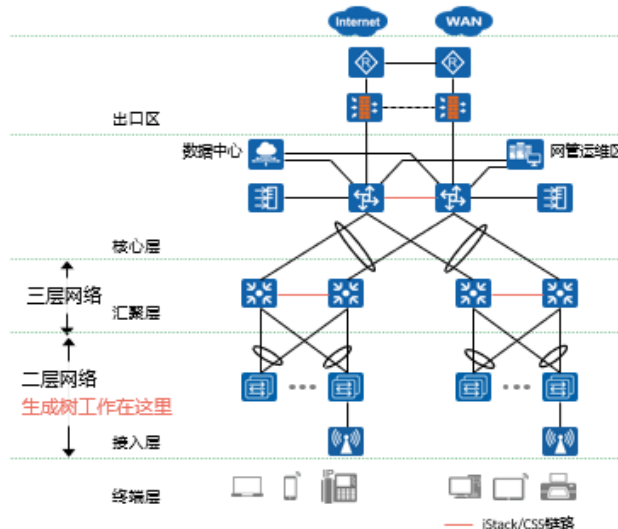 Internet
WAN
R
R
出口区
数据中心
网管运维区
核心层
三层网络
汇聚层
二层网络
生成树工作在这里
接入层
IP
终端层
iStack/CSS链路